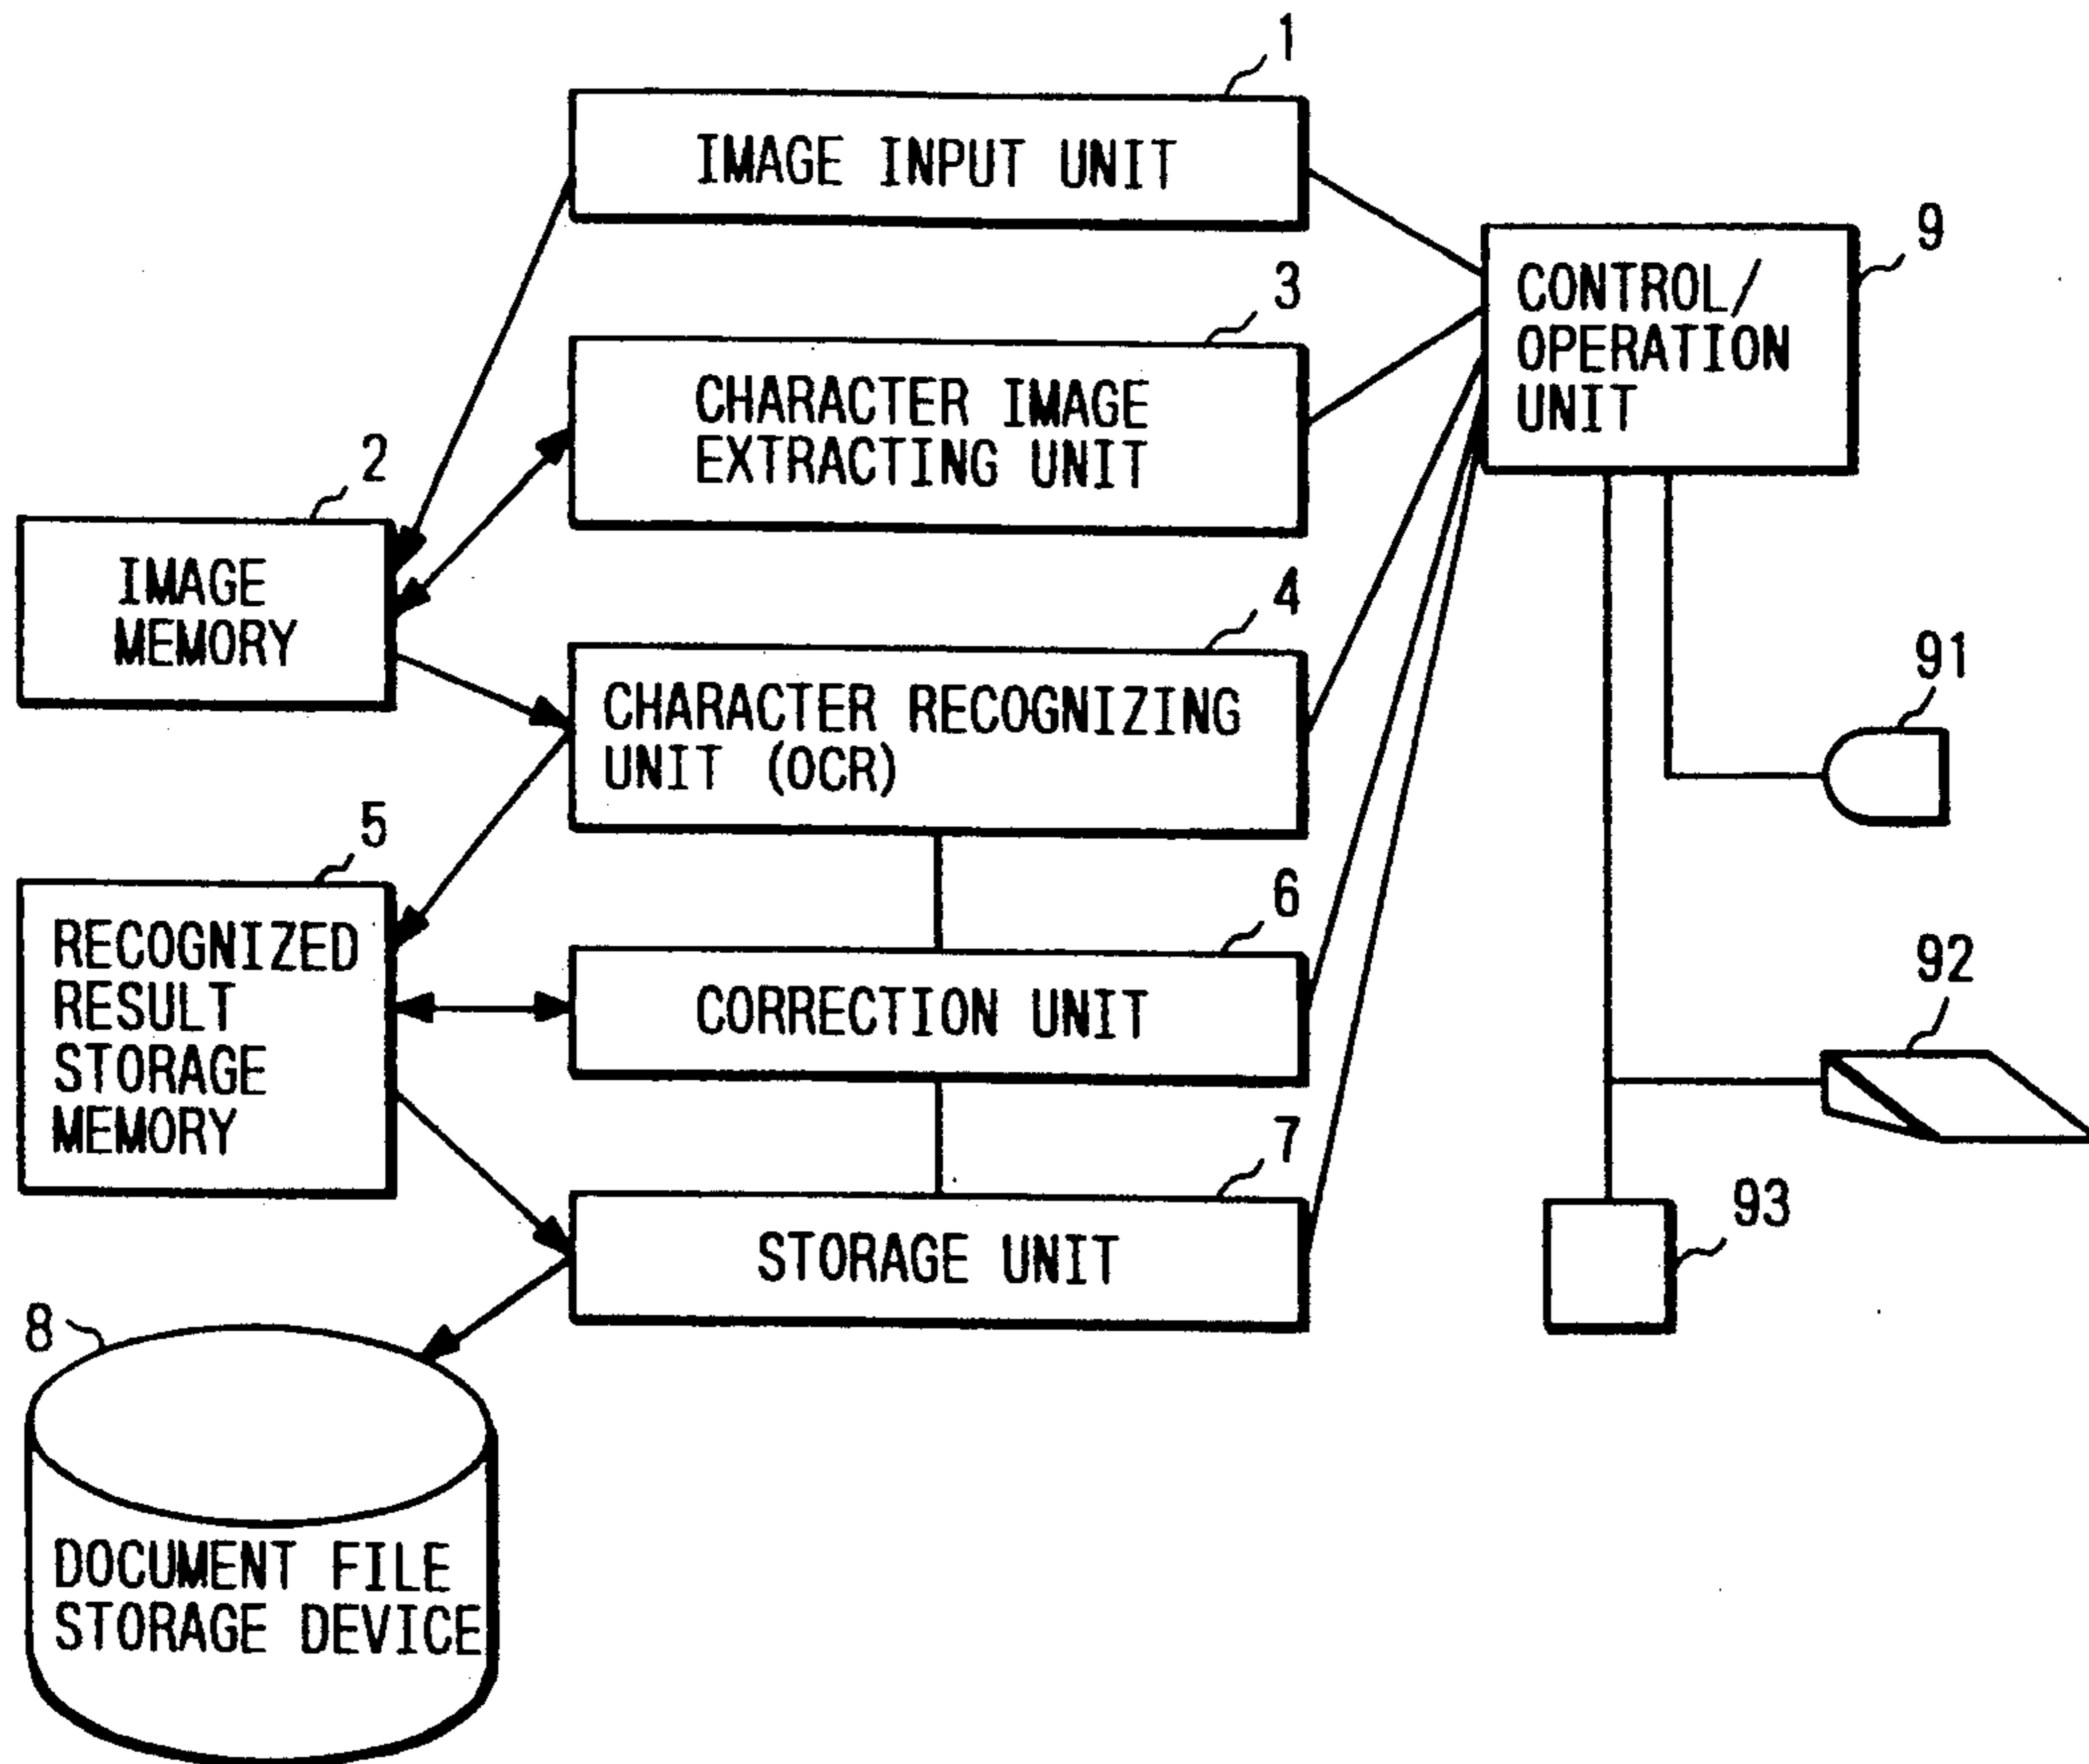 1
IMAGE INPUT UNIT
9
CONTROL/
OPERATION
UNIT
3
CHARACTER IMAGE
EXTRACTING UNIT
2
IMAGE
MEMORY
4
CHARACTER RECOGNIZING
UNIT (OCR)
91
5
RECOGNIZED
RESULT
STORAGE
MEMORY
6
CORRECTION UNIT
92
7
STORAGE UNIT
93
8
DOCUMENT FILE
STORAGE DEVICE